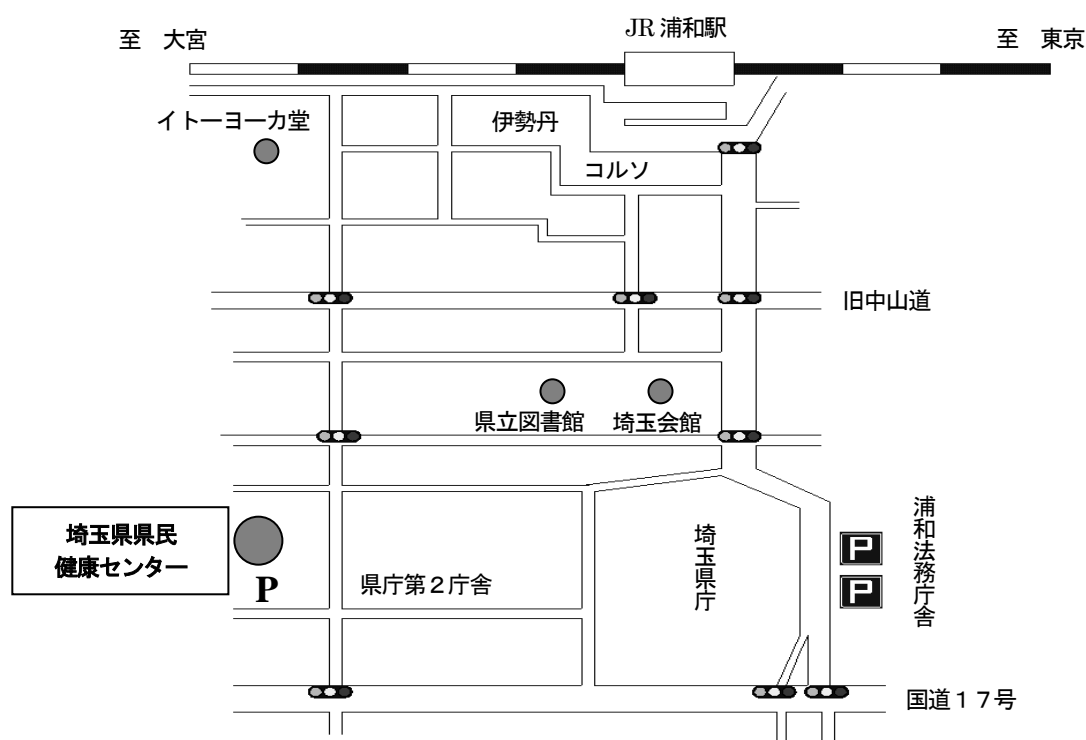 JR 浦和駅
至　大宮
至　東京
イトーヨーカ堂
伊勢丹
コルソ
旧中山道
県立図書館
埼玉会館
埼玉県県民
健康センター
P
県庁第２庁舎
埼玉県庁
P
P
浦和法務庁舎
国道１７号